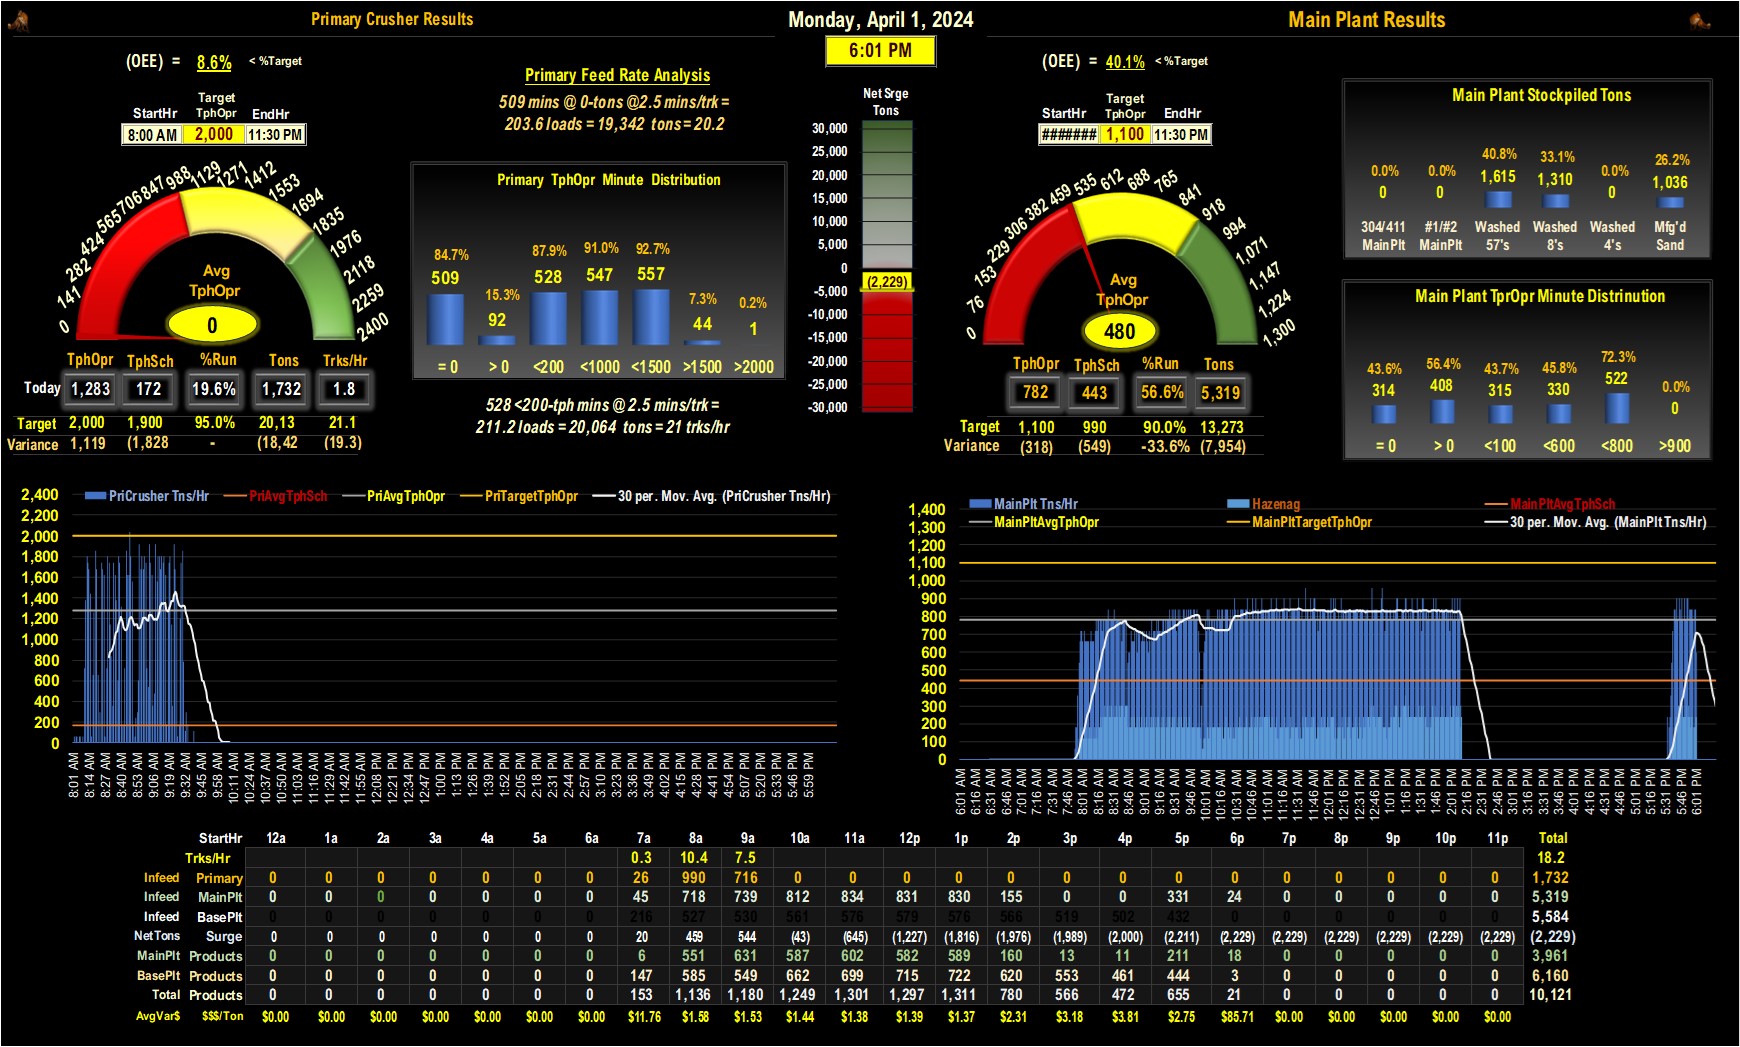 Primary Crusher Results
Monday, April 1, 2024
Main Plant Results
6:01 PM
(OEE) = 8.6% < %Target
StartHr Target TphOpr EndHr
8:00 AM 2,000 11:30 PM
0 141 282 424 565 706 847 988 1129 1271 1412 1553 1694 1835 1976 2118 2259 2400
Avg
TphOpr
0
TphOpr TphSch %Run Tons Trks/Hr
Today 1,283 172 19.6% 1,732 1.8
Target 2,000 1,900 95.0% 20,13 21.1
Variance 1,119 (1,828 - (18,42 (19.3)
Primary Feed Rate Analysis
509 mins @ 0-tons @2.5 mins/trk =
203.6 loads = 19,342 tons = 20.2
Primary TphOpr Minute Distribution
84.7% 15.3% 87.9% 91.0% 92.7% 7.3% 0.2%
509 92 528 547 557 44 1
= 0 > 0 <200 <1000 <1500 >1500 >2000
528 <200-tph mins @ 2.5 mins/trk =
211.2 loads = 20,064 tons = 21 trks/hr
Net Srge
Tons
30,000
25,000
20,000
15,000
10,000
5,000
0
(2,229)
-5,000
-10,000
-15,000
-20,000
-25,000
-30,000
(OEE) = 40.1% < %Target
StartHr Target TphOpr EndHr
####### 1,100 11:30 PM
0 76 153 229 306 382 459 535 612 688 765 841 918 994 1,071 1,147 1,224 1,300
Avg
TphOpr
480
TphOpr TphSch %Run Tons
782 443 56.6% 5,319
Target 1,100 990 90.0% 13,273
Variance (318) (549) -33.6% (7,954)
Main Plant Stockpiled Tons
0.0% 0.0% 40.8% 33.1% 0.0% 26.2%
0 0 1,615 1,310 0 1,036
304/411 #1/#2 Washed Washed Washed Mfg'd
MainPlt MainPlt 57's 8's 4's Sand
Main Plant TprOpr Minute Distrinution
43.6% 56.4% 43.7% 45.8% 72.3% 0.0%
314 408 315 330 522 0
= 0 > 0 <100 <600 <800 >900
PriCrusher Tns/Hr PriAvgTphSch PriAvgTphOpr PriTargetTphOpr 30 per. Mov. Avg. (PriCrusher Tns/Hr)
2,400
2,200
2,000
1,800
1,600
1,400
1,200
1,000
800
600
400
200
0
8:01 AM 8:14 AM 8:27 AM 8:40 AM 8:53 AM 9:06 AM 9:19 AM 9:32 AM 9:45 AM 9:58 AM 10:11 AM 10:24 AM 10:37 AM 10:50 AM 11:03 AM 11:16 AM 11:29 AM 11:42 AM 11:55 AM 12:08 PM 12:21 PM 12:34 PM 12:47 PM 1:00 PM 1:13 PM 1:26 PM 1:39 PM 1:52 PM 2:05 PM 2:18 PM 2:31 PM 2:44 PM 2:57 PM 3:10 PM 3:23 PM 3:36 PM 3:49 PM 4:02 PM 4:15 PM 4:28 PM 4:41 PM 4:54 PM 5:07 PM 5:20 PM 5:33 PM 5:46 PM 5:59 PM
MainPlt Tns/Hr Hazenag MainPltAvgTphSch
MainPltAvgTphOpr MainPltTargetTphOpr 30 per. Mov. Avg. (MainPlt Tns/Hr)
1,400
1,300
1,200
1,100
1,000
900
800
700
600
500
400
300
200
100
0
6:01 AM 6:16 AM 6:31 AM 6:46 AM 7:01 AM 7:16 AM 7:31 AM 7:46 AM 8:01 AM 8:16 AM 8:31 AM 8:46 AM 9:01 AM 9:16 AM 9:31 AM 9:46 AM 10:01 AM 10:16 AM 10:31 AM 10:46 AM 11:01 AM 11:16 AM 11:31 AM 11:46 AM 12:01 PM 12:16 PM 12:31 PM 12:46 PM 1:01 PM 1:16 PM 1:31 PM 1:46 PM 2:01 PM 2:16 PM 2:31 PM 2:46 PM 3:01 PM 3:16 PM 3:31 PM 3:46 PM 4:01 PM 4:16 PM 4:31 PM 4:46 PM 5:01 PM 5:16 PM 5:31 PM 5:46 PM 6:01 PM
StartHr 12a 1a 2a 3a 4a 5a 6a 7a 8a 9a 10a 11a 12p 1p 2p 3p 4p 5p 6p 7p 8p 9p 10p 11p Total
Trks/Hr 0.3 10.4 7.5 18.2
Infeed Primary 0 0 0 0 0 0 0 26 990 716 0 0 0 0 0 0 0 0 0 0 0 0 0 0 1,732
Infeed MainPlt 0 0 0 0 0 0 0 45 718 739 812 834 831 830 155 0 0 331 24 0 0 0 0 0 5,319
Infeed BasePlt 0 0 0 0 0 0 0 216 527 530 561 576 579 576 566 519 502 432 0 0 0 0 0 0 5,584
NetTons Surge 0 0 0 0 0 0 0 20 459 544 (43) (645) (1,227) (1,816) (1,976) (1,989) (2,000) (2,211) (2,229) (2,229) (2,229) (2,229) (2,229) (2,229) (2,229)
MainPlt Products 0 0 0 0 0 0 0 6 551 631 587 602 582 589 160 13 11 211 18 0 0 0 0 0 3,961
BasePlt Products 0 0 0 0 0 0 0 147 585 549 662 699 715 722 620 553 461 444 3 0 0 0 0 0 6,160
Total Products 0 0 0 0 0 0 0 153 1,136 1,180 1,249 1,301 1,297 1,311 780 566 472 655 21 0 0 0 0 0 10,121
AvgVar$ $$$/Ton $0.00 $0.00 $0.00 $0.00 $0.00 $0.00 $0.00 $11.76 $1.58 $1.53 $1.44 $1.38 $1.39 $1.37 $2.31 $3.18 $3.81 $2.75 $85.71 $0.00 $0.00 $0.00 $0.00 $0.00